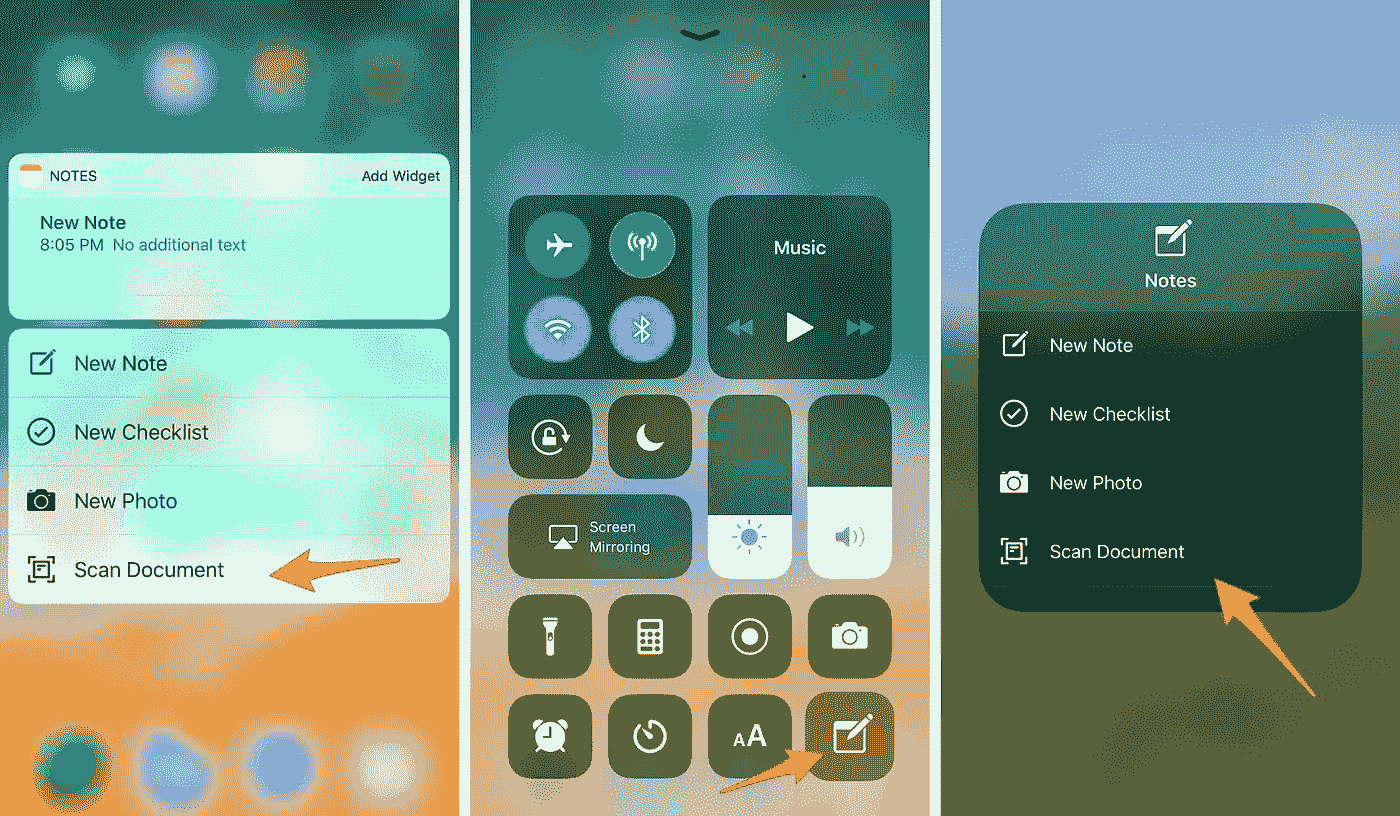 NOTES
Add Widget
New Note
8:05 PM No additional text
New Note
New Checklist
New Photo
Scan Document
Music
Screen
Mirroring
AA
Notes
New Note
New Checklist
New Photo
Scan Document